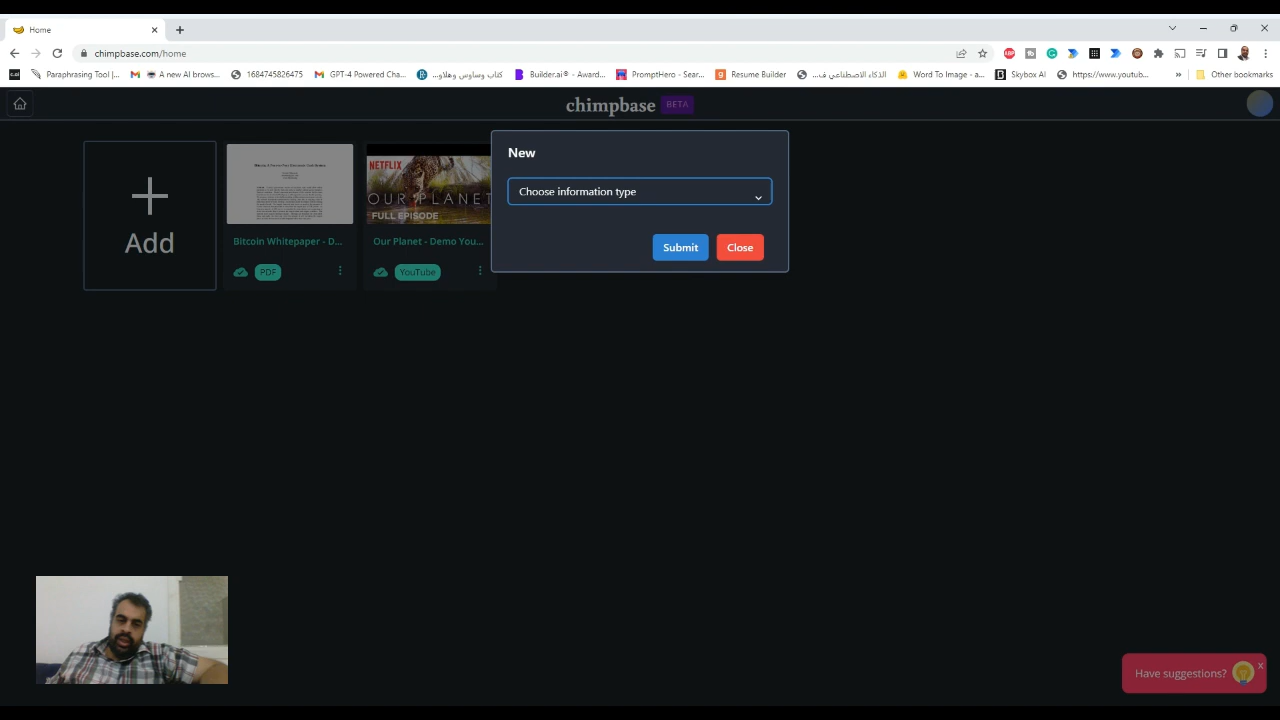 Home
chimpbase.com/home
c.ai
Paraphrasing Tool |...
A new AI brows...
1684745826475
GPT-4 Powered Cha...
كتاب وساوس وهلاو...
Builder.ai® - Award...
PromptHero - Sear...
Resume Builder
الذكاء الاصطناعي ف...
Word To Image - a...
Skybox AI
https://www.youtub...
»
Other bookmarks
chimpbase BETA
New
Choose information type
Submit Close
Add
NETFLIX
OUR PLANET
FULL EPISODE
Bitcoin Whitepaper - D...
Our Planet - Demo You...
PDF
YouTube
Have suggestions?
x